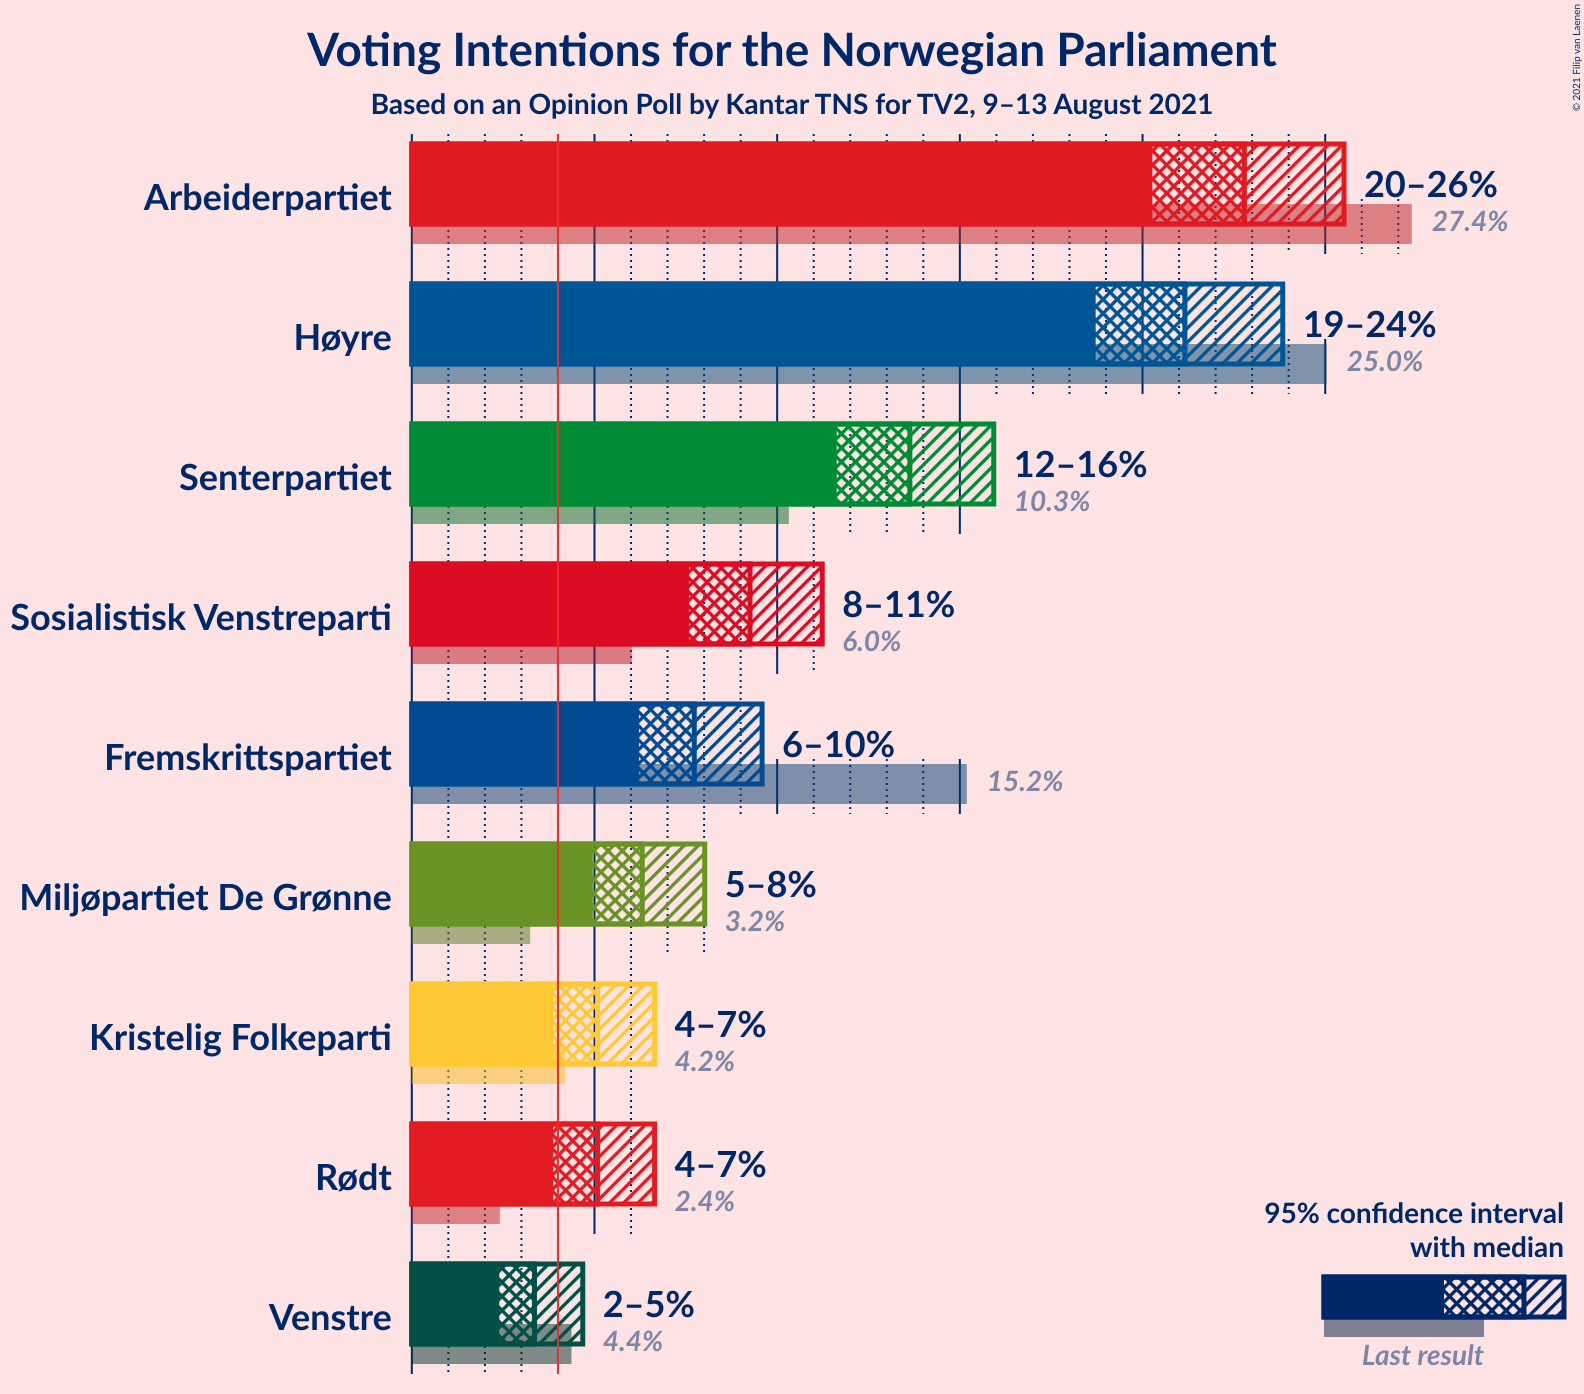 © 2021 Filip van Laenen
Voting Intentions for the Norwegian Parliament
Based on an Opinion Poll by Kantar TNS for TV2, 9–13 August 2021
Arbeiderpartiet
20–26%
27.4%
Høyre
19–24%
25.0%
Senterpartiet
12–16%
10.3%
Sosialistisk Venstreparti
8–11%
6.0%
Fremskrittspartiet
6–10%
15.2%
Miljøpartiet De Grønne
5–8%
3.2%
Kristelig Folkeparti
4–7%
4.2%
Rødt
4–7%
2.4%
Venstre
2–5%
4.4%
95% confidence interval
with median
Last result